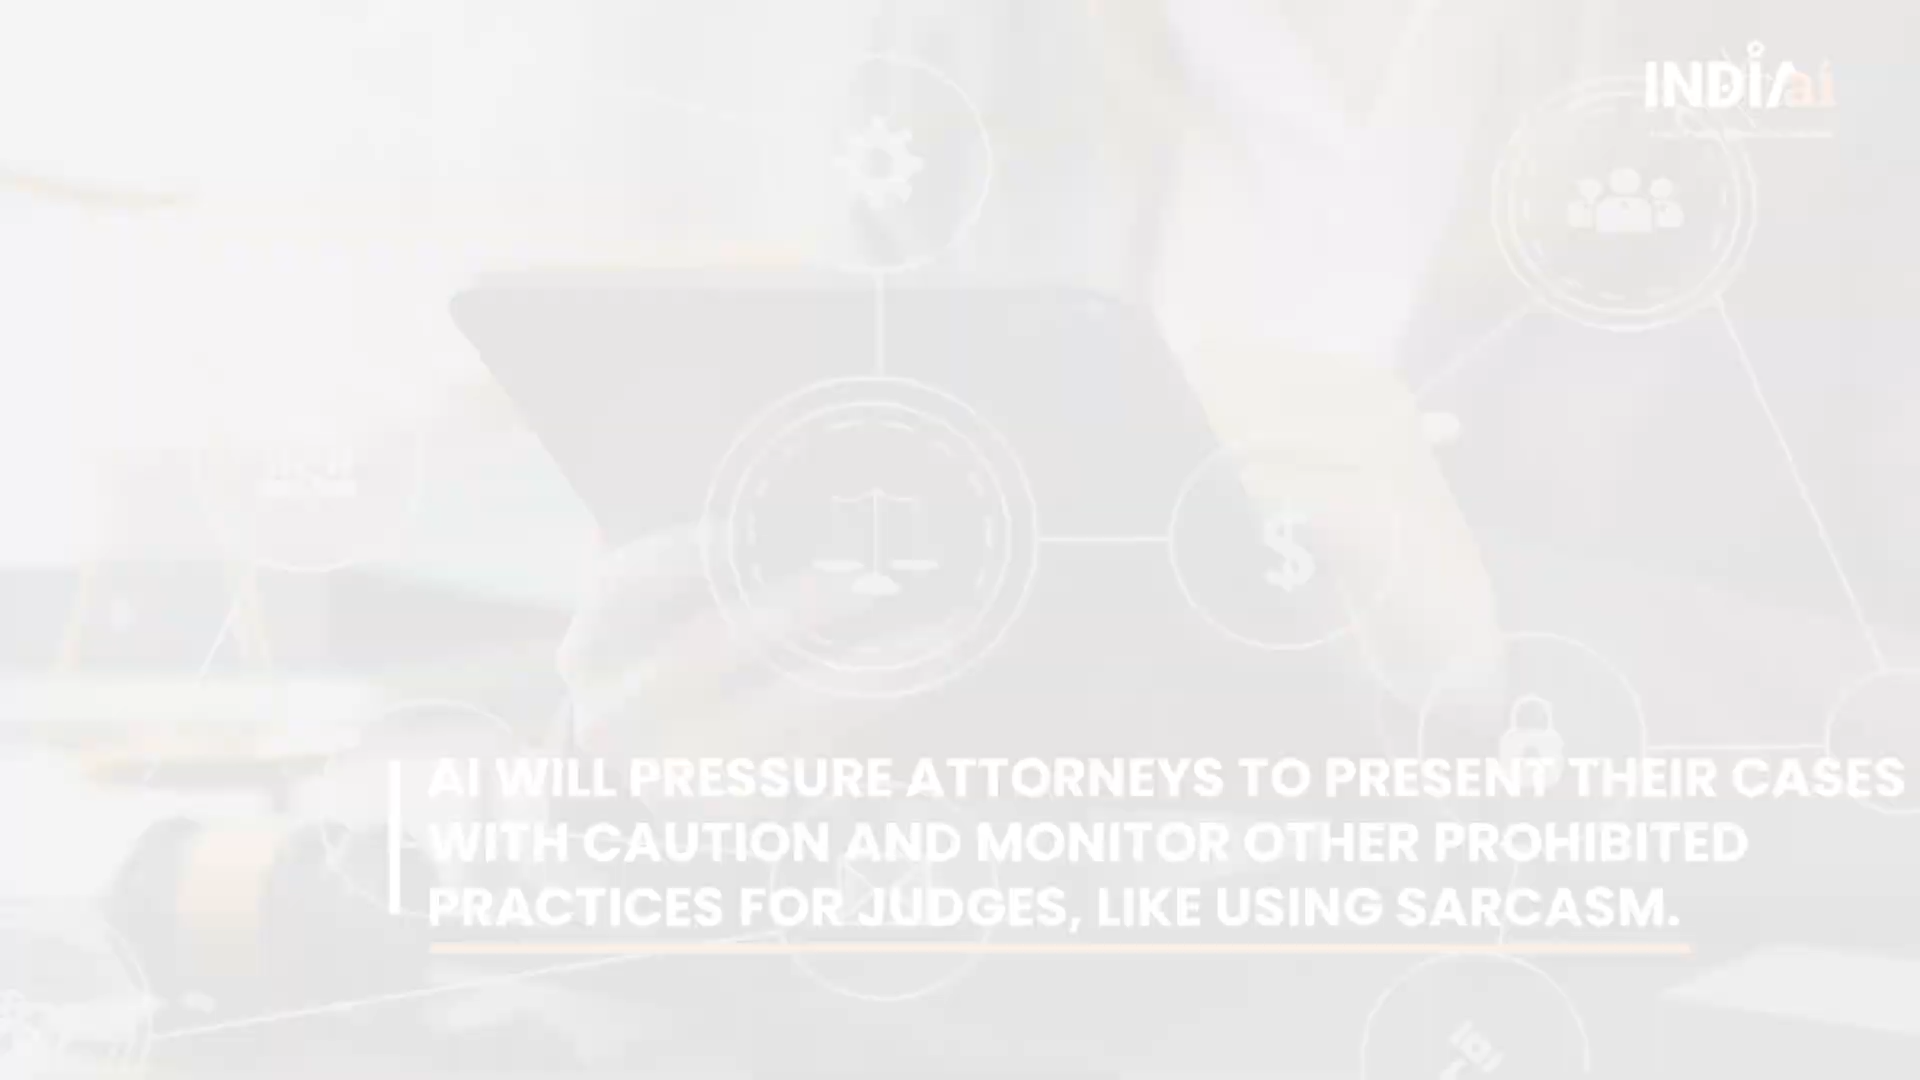 INDIAai
AI WILL PRESSURE ATTORNEYS TO PRESENT THEIR CASES
WITH CAUTION AND MONITOR OTHER PROHIBITED
PRACTICES FOR JUDGES, LIKE USING SARCASM.
$